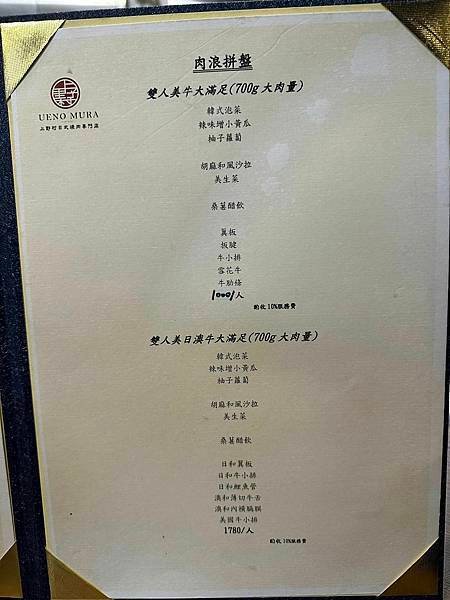 UENO MURA
上野村日式燒肉專門店
肉浪拼盤
雙人美牛大滿足(700g大肉量)
韓式泡菜
辣味增小黃瓜
柚子蘿蔔
胡麻和風沙拉
美生菜
桑葚醋飲
翼板
板腱
牛小排
雪花牛
牛肋條
1000/人
酌收10%服務費
雙人美日澳牛大滿足(700g大肉量)
韓式泡菜
辣味增小黃瓜
柚子蘿蔔
胡麻和風沙拉
美生菜
桑葚醋飲
日和翼板
日和牛小排
日和鯉魚管
澳和薄切牛舌
澳和內橫膈膜
美國牛小排
1780/人
酌收10%服務費